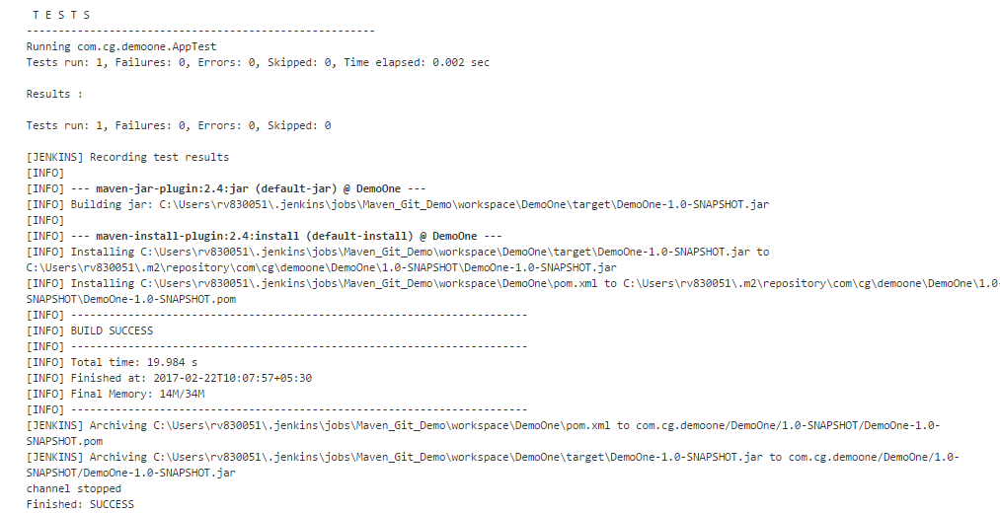 T E S T S
-------------------------------------------------------
Running com.cg.demoone.AppTest
Tests run: 1, Failures: 0, Errors: 0, Skipped: 0, Time elapsed: 0.002 sec
Results :
Tests run: 1, Failures: 0, Errors: 0, Skipped: 0
[JENKINS] Recording test results
[INFO]
[INFO] --- maven-jar-plugin:2.4:jar (default-jar) @ DemoOne ---
[INFO] Building jar: C:\Users\rv830051\.jenkins\jobs\Maven_Git_Demo\workspace\DemoOne\target\DemoOne-1.0-SNAPSHOT.jar
[INFO]
[INFO] --- maven-install-plugin:2.4:install (default-install) @ DemoOne ---
[INFO] Installing C:\Users\rv830051\.jenkins\jobs\Maven_Git_Demo\workspace\DemoOne\target\DemoOne-1.0-SNAPSHOT.jar to
C:\Users\rv830051\.m2\repository\com\cg\demoone\DemoOne\1.0-SNAPSHOT\DemoOne-1.0-SNAPSHOT.jar
[INFO] Installing C:\Users\rv830051\.jenkins\jobs\Maven_Git_Demo\workspace\DemoOne\pom.xml to C:\Users\rv830051\.m2\repository\com\cg\demoone\DemoOne\1.0-
SNAPSHOT\DemoOne-1.0-SNAPSHOT.pom
[INFO] ------------------------------------------------------------------------
[INFO] BUILD SUCCESS
[INFO] ------------------------------------------------------------------------
[INFO] Total time: 19.984 s
[INFO] Finished at: 2017-02-22T10:07:57+05:30
[INFO] Final Memory: 14M/34M
[INFO] ------------------------------------------------------------------------
[JENKINS] Archiving C:\Users\rv830051\.jenkins\jobs\Maven_Git_Demo\workspace\DemoOne\pom.xml to com.cg.demoone/DemoOne/1.0-SNAPSHOT/DemoOne-1.0-
SNAPSHOT.pom
[JENKINS] Archiving C:\Users\rv830051\.jenkins\jobs\Maven_Git_Demo\workspace\DemoOne\target\DemoOne-1.0-SNAPSHOT.jar to com.cg.demoone/DemoOne/1.0-
SNAPSHOT/DemoOne-1.0-SNAPSHOT.jar
channel stopped
Finished: SUCCESS